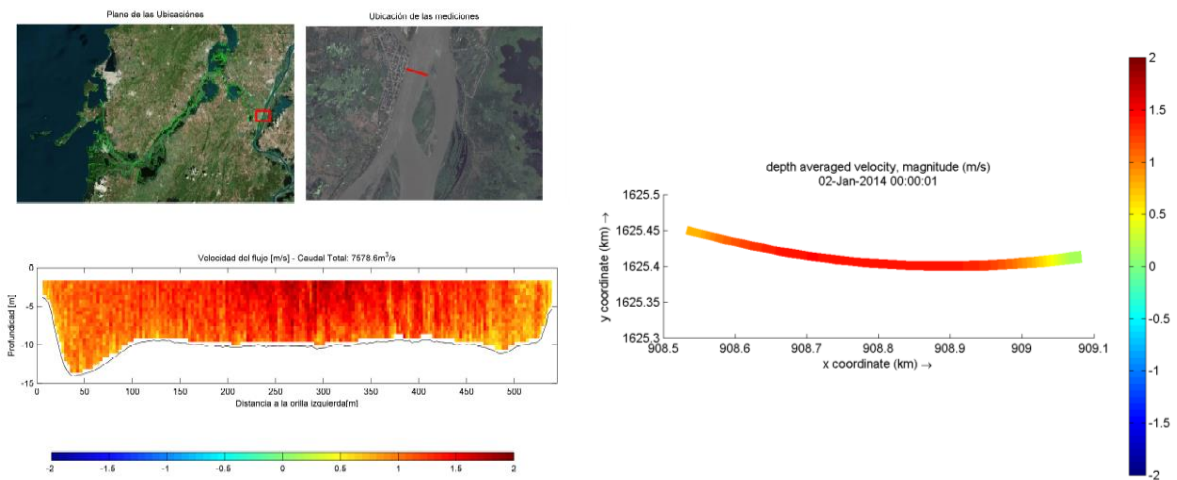 Plano de las Ubicaciónes
Ubicación de las mediciones
Velocidad del flujo [m/s] - Caudal Total: 7578.6m³/s
0
-5
-10
-15
Profundicad [m]
0 50 100 150 200 250 300 350 400 450 500
Distancia a la orilla izquierda[m]
-2 -1.5 -1 -0.5 0 0.5 1 1.5 2
depth averaged velocity, magnitude (m/s)
02-Jan-2014 00:00:01
1625.5
1625.45
1625.4
1625.35
1625.3
y coordinate (km) →
908.5 908.6 908.7 908.8 908.9 909 909.1
x coordinate (km) →
2
1.5
1
0.5
0
-0.5
-1
-1.5
-2